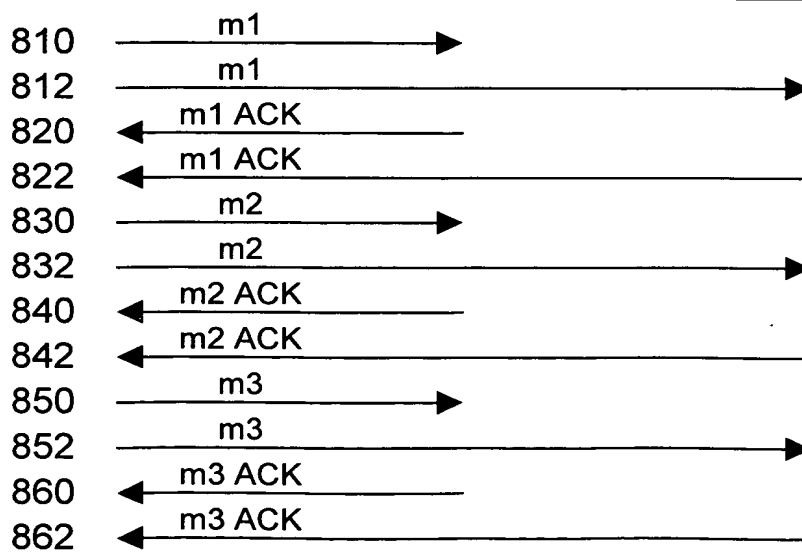 810 m1
812 m1
820 m1 ACK
822 m1 ACK
830 m2
832 m2
840 m2 ACK
842 m2 ACK
850 m3
852 m3
860 m3 ACK
862 m3 ACK